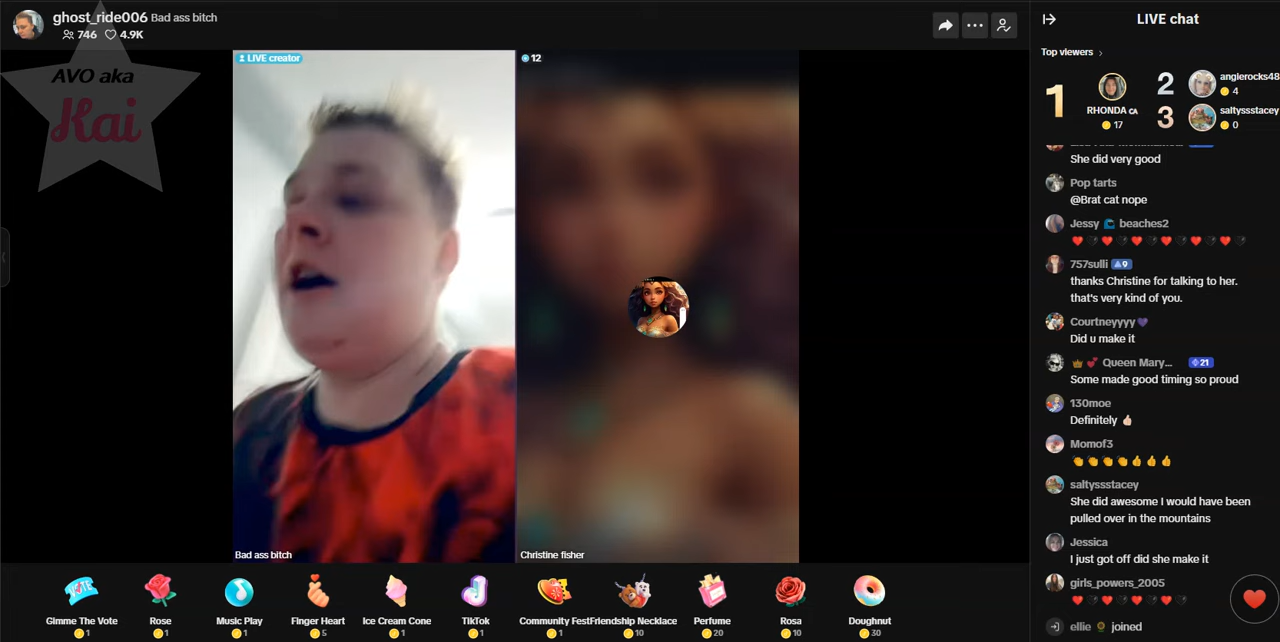 ghost_ride006 Bad ass bitch
746 4.9K
AVO aka
Kai
LIVE creator
12
Bad ass bitch
Christine fisher
Gimme The Vote
1
Rose
1
Music Play
1
Finger Heart
5
Ice Cream Cone
1
TikTok
1
Community Fest
1
Friendship Necklace
10
Perfume
20
Rosa
10
Doughnut
30
LIVE chat
Top viewers
1
RHONDA CA
17
2
anglerocks48
4
3
saltyssstacey
0
She did very good
Pop tarts
@Brat cat nope
Jessy beaches2
757sulli 9
thanks Christine for talking to her.
that's very kind of you.
Courtneyyyy
Did u make it
Queen Mary... 21
Some made good timing so proud
130moe
Definitely
Momof3
saltyssstacey
She did awesome I would have been
pulled over in the mountains
Jessica
I just got off did she make it
girls_powers_2005
ellie joined